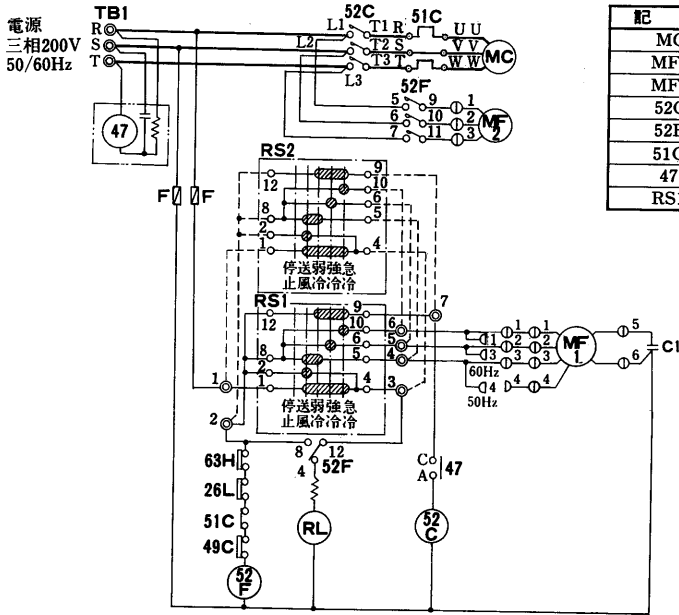 電源
三相200V
50/60Hz
TB1
R
S
T
47
F
F
L1
L2
L3
52C
T1 R
T2 S
T3 T
51C
U U
V V
W W
MC
52F
5 9 1
6 10 2
7 11 3
MF
2
RS2
12
8
2
1
9
10
6
5
4
停送弱強急
止風冷冷冷
RS1
12
8
2
1
9
10
6
5
4
停送弱強急
止風冷冷冷
1
2
6
5
4
3
7
1 1 1
2 2
3 3 3
60Hz
4 4 4
50Hz
MF
1
5
6
C1
63H
26L
51C
49C
52
F
8 12
4 52F
RL
C
A
47
52
C
記
MC
MF
MF
52C
52F
51C
47
RS1